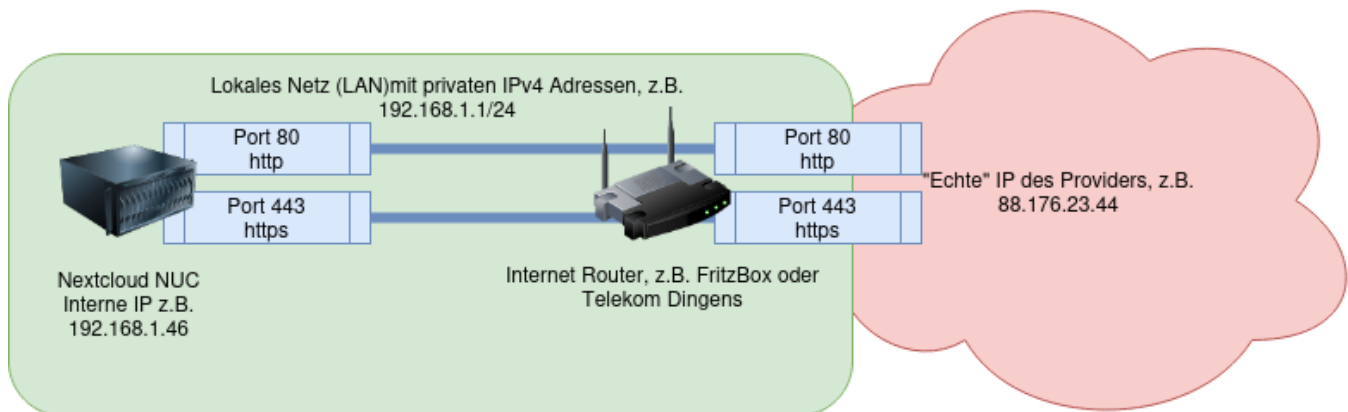 Lokales Netz (LAN)mit privaten IPv4 Adressen, z.B.
192.168.1.1/24
Port 80
http
Port 80
http
Port 443
https
Port 443
https
"Echte" IP des Providers, z.B.
88.176.23.44
Nextcloud NUC
Interne IP z.B.
192.168.1.46
Internet Router, z.B. FritzBox oder
Telekom Dingens